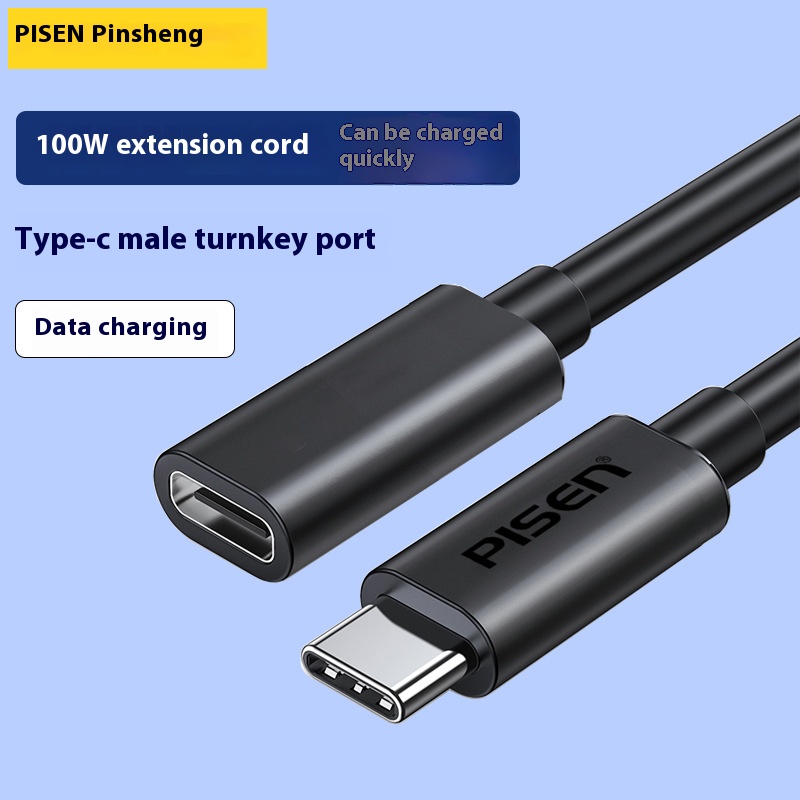 PISEN Pinsheng
100W extension cord
Can be charged
quickly
Type-c male turnkey port
Data charging
PISEN®